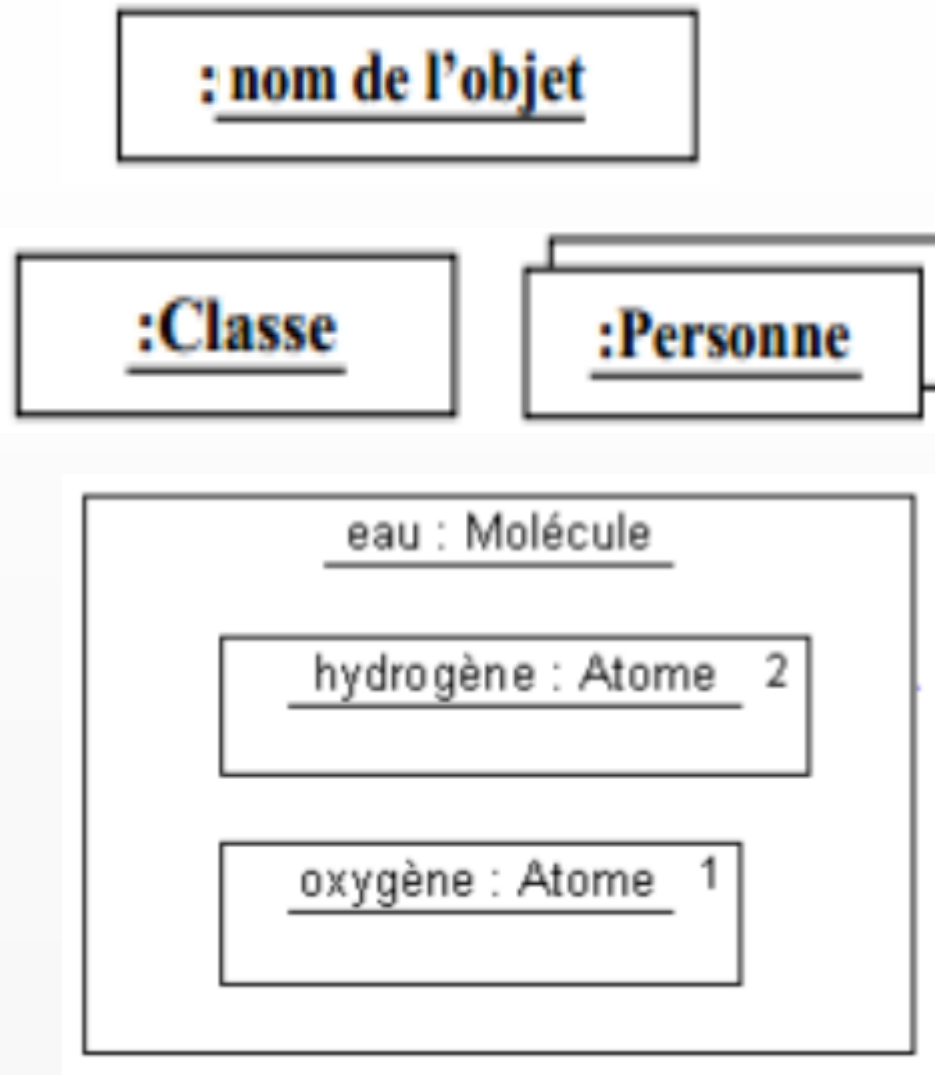 : nom de l’objet
:Classe
:Personne
eau : Molécule
hydrogène : Atome 2
oxygène : Atome 1